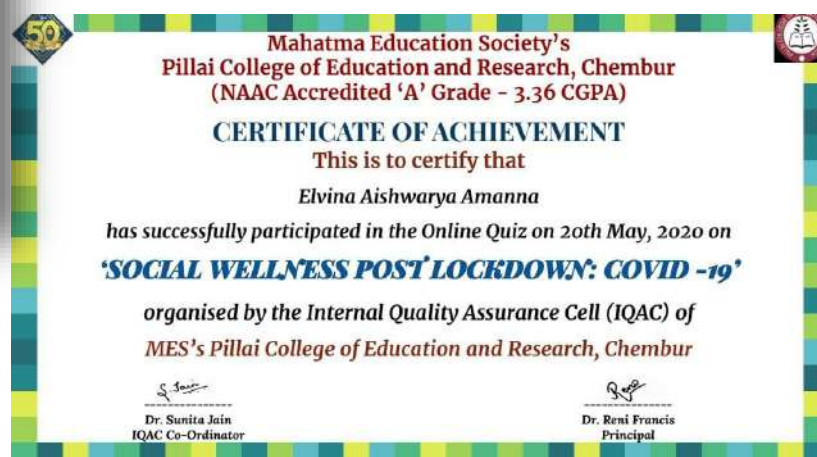 50
Mahatma Education Society's
Pillai College of Education and Research, Chembur
(NAAC Accredited 'A' Grade - 3.36 CGPA)
CERTIFICATE OF ACHIEVEMENT
This is to certify that
Elvina Aishwarya Amanna
has successfully participated in the Online Quiz on 20th May, 2020 on
'SOCIAL WELLNESS POST LOCKDOWN: COVID -19'
organised by the Internal Quality Assurance Cell (IQAC) of
MES's Pillai College of Education and Research, Chembur
S. Jain
Dr. Sunita Jain
IQAC Co-Ordinator
Dr. Reni Francis
Principal